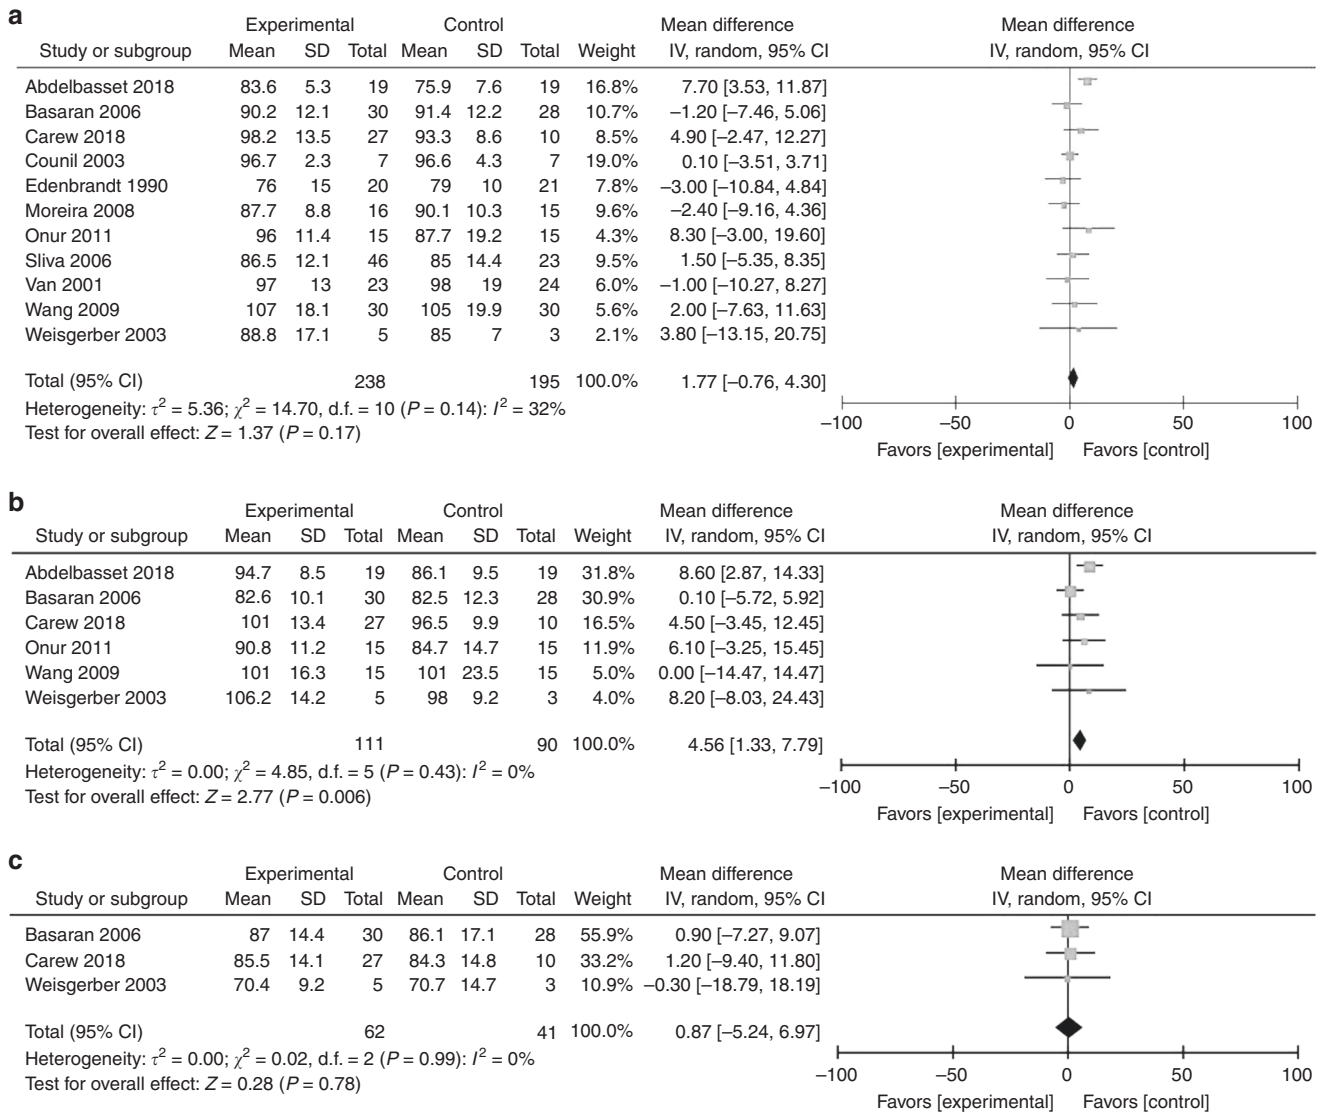 a
Experimental Control Mean difference Mean difference
Study or subgroup Mean SD Total Mean SD Total Weight IV, random, 95% CI IV, random, 95% CI
Abdelbasset 2018 83.6 5.3 19 75.9 7.6 19 16.8% 7.70 [3.53, 11.87]
Basaran 2006 90.2 12.1 30 91.4 12.2 28 10.7% −1.20 [–7.46, 5.06]
Carew 2018 98.2 13.5 27 93.3 8.6 10 8.5% 4.90 [–2.47, 12.27]
Counil 2003 96.7 2.3 7 96.6 4.3 7 19.0% 0.10 [–3.51, 3.71]
Edenbrandt 1990 76 15 20 79 10 21 7.8% –3.00 [–10.84, 4.84]
Moreira 2008 87.7 8.8 16 90.1 10.3 15 9.6% –2.40 [–9.16, 4.36]
Onur 2011 96 11.4 15 87.7 19.2 15 4.3% 8.30 [–3.00, 19.60]
Sliva 2006 86.5 12.1 46 85 14.4 23 9.5% 1.50 [–5.35, 8.35]
Van 2001 97 13 23 98 19 24 6.0% –1.00 [–10.27, 8.27]
Wang 2009 107 18.1 30 105 19.9 30 5.6% 2.00 [–7.63, 11.63]
Weisgerber 2003 88.8 17.1 5 85 7 3 2.1% 3.80 [–13.15, 20.75]
Total (95% CI) 238 195 100.0% 1.77 [–0.76, 4.30]
Heterogeneity: τ² = 5.36; χ² = 14.70, d.f. = 10 (P = 0.14): I² = 32%
Test for overall effect: Z = 1.37 (P = 0.17)
–100 –50 0 50 100
Favors [experimental] Favors [control]
b
Experimental Control Mean difference Mean difference
Study or subgroup Mean SD Total Mean SD Total Weight IV, random, 95% CI IV, random, 95% CI
Abdelbasset 2018 94.7 8.5 19 86.1 9.5 19 31.8% 8.60 [2.87, 14.33]
Basaran 2006 82.6 10.1 30 82.5 12.3 28 30.9% 0.10 [–5.72, 5.92]
Carew 2018 101 13.4 27 96.5 9.9 10 16.5% 4.50 [–3.45, 12.45]
Onur 2011 90.8 11.2 15 84.7 14.7 15 11.9% 6.10 [–3.25, 15.45]
Wang 2009 101 16.3 15 101 23.5 15 5.0% 0.00 [–14.47, 14.47]
Weisgerber 2003 106.2 14.2 5 98 9.2 3 4.0% 8.20 [–8.03, 24.43]
Total (95% CI) 111 90 100.0% 4.56 [1.33, 7.79]
Heterogeneity: τ² = 0.00; χ² = 4.85, d.f. = 5 (P = 0.43): I² = 0%
Test for overall effect: Z = 2.77 (P = 0.006)
–100 –50 0 50 100
Favors [experimental] Favors [control]
c
Experimental Control Mean difference Mean difference
Study or subgroup Mean SD Total Mean SD Total Weight IV, random, 95% CI IV, random, 95% CI
Basaran 2006 87 14.4 30 86.1 17.1 28 55.9% 0.90 [–7.27, 9.07]
Carew 2018 85.5 14.1 27 84.3 14.8 10 33.2% 1.20 [–9.40, 11.80]
Weisgerber 2003 70.4 9.2 5 70.7 14.7 3 10.9% –0.30 [–18.79, 18.19]
Total (95% CI) 62 41 100.0% 0.87 [–5.24, 6.97]
Heterogeneity: τ² = 0.00; χ² = 0.02, d.f. = 2 (P = 0.99): I² = 0%
Test for overall effect: Z = 0.28 (P = 0.78)
–100 –50 0 50 100
Favors [experimental] Favors [control]